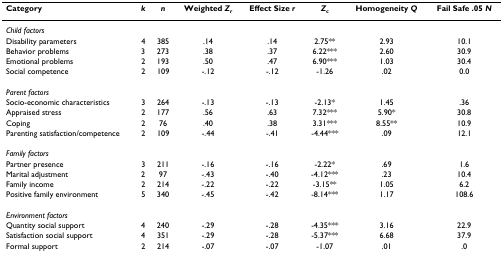 Category k n Weighted Zr Effect Size r Zc Homogeneity Q Fail Safe .05 N
Child factors
Disability parameters 4 385 .14 .14 2.75** 2.93 10.1
Behavior problems 3 273 .38 .37 6.22*** 2.60 30.9
Emotional problems 2 193 .50 .47 6.90*** 1.03 30.4
Social competence 2 109 -.12 -.12 -1.26 .02 0.0
Parent factors
Socio-economic characteristics 3 264 -.13 -.13 -2.13* 1.45 .36
Appraised stress 2 177 .56 .63 7.32*** 5.90* 30.8
Coping 2 76 .40 .38 3.31*** 8.55** 10.9
Parenting satisfaction/competence 2 109 -.44 -.41 -4.44*** .09 12.1
Family factors
Partner presence 3 211 -.16 -.16 -2.22* .69 1.6
Marital adjustment 2 97 -.43 -.40 -4.12*** .23 10.4
Family income 2 214 -.22 -.22 -3.15** 1.05 6.2
Positive family environment 5 340 -.45 -.42 -8.14*** 1.17 108.6
Environment factors
Quantity social support 4 240 -.29 -.28 -4.35*** 3.16 22.9
Satisfaction social support 4 351 -.29 -.28 -5.37*** 6.68 37.9
Formal support 2 214 -.07 -.07 -1.07 .01 .0